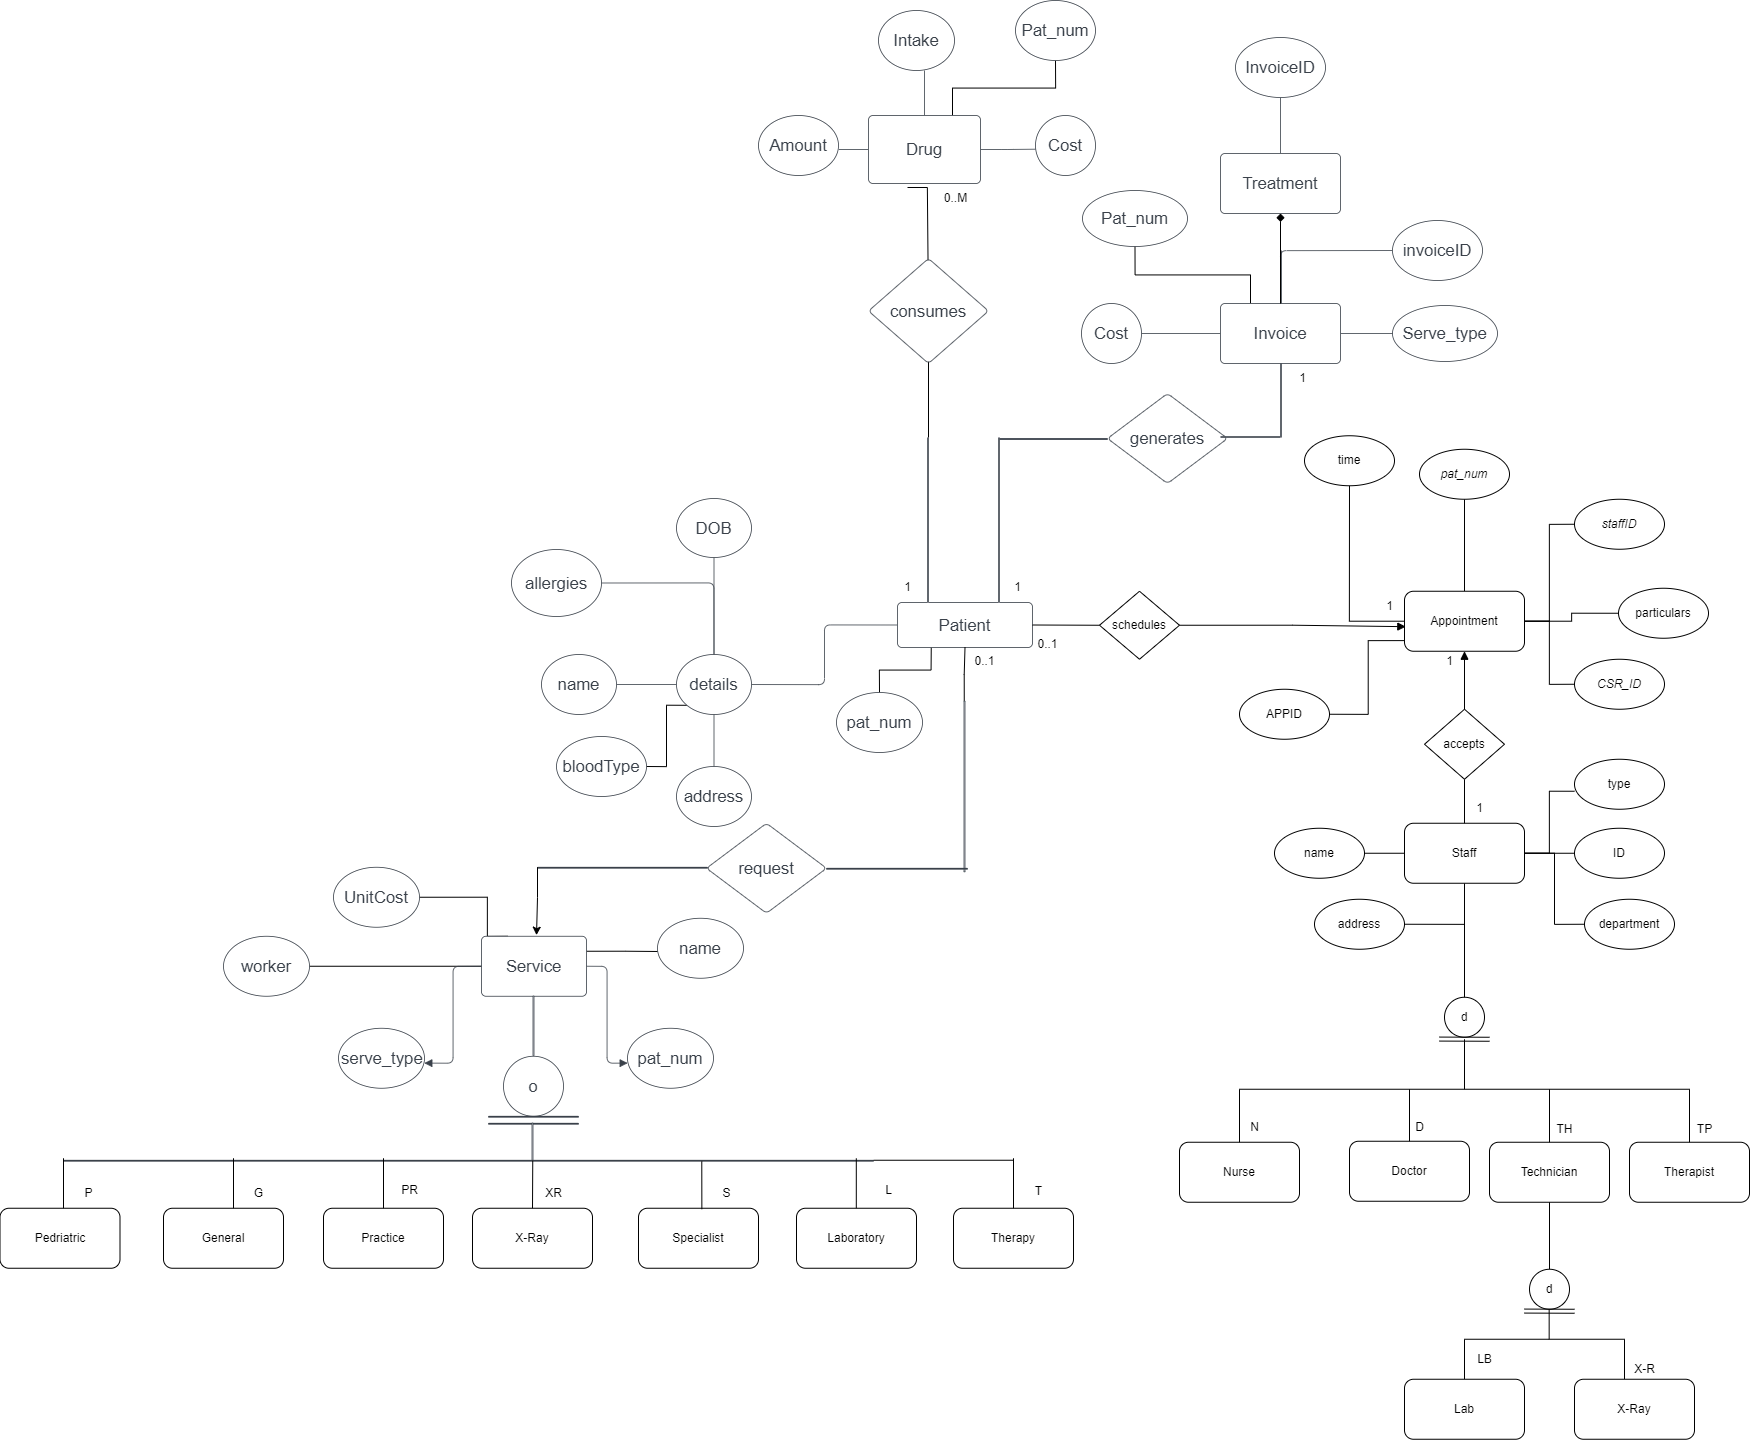 Intake
Pat_num
InvoiceID
Amount
Drug
Cost
Treatment
0..M
Pat_num
invoiceID
consumes
Cost
Invoice
Serve_type
1
generates
time
pat_num
DOB
staffID
allergies
1
1
1
Patient
schedules
Appointment
particulars
0..1
0..1
1
name
details
CSR_ID
pat_num
APPID
accepts
bloodType
address
type
1
request
name
Staff
ID
UnitCost
address
department
name
worker
Service
d
serve_type
pat_num
o
N
D
TH
TP
Nurse
Doctor
Technician
Therapist
P
G
PR
XR
S
L
T
Pedriatric
General
Practice
X-Ray
Specialist
Laboratory
Therapy
d
LB
X-R
Lab
X-Ray